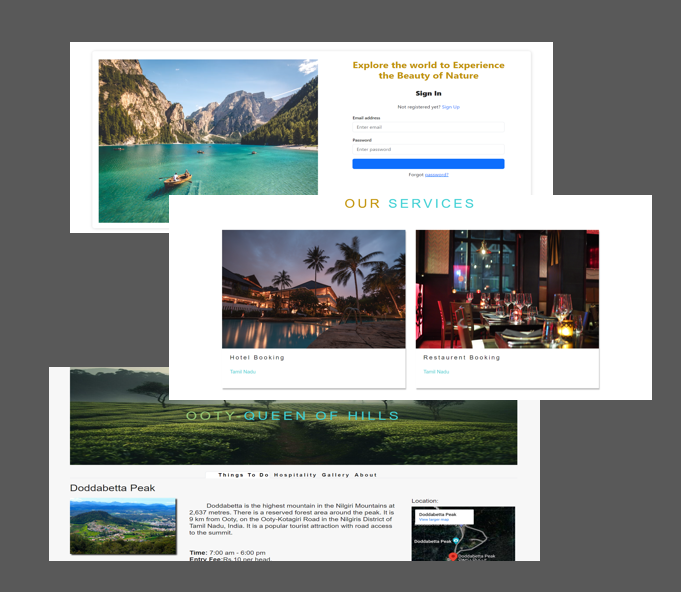 Explore the world to Experience
the Beauty of Nature
Sign In
Not registered yet? Sign Up
Email address
Enter email
Password
Enter password
Forgot password?
OUR SERVICES
Hotel Booking
Tamil Nadu
Restaurent Booking
Tamil Nadu
OOTY-QUEEN OF HILLS
Things To Do Hospitality Gallery About
Doddabetta Peak
Doddabetta is the highest mountain in the Nilgiri Mountains at
2,637 metres. There is a reserved forest area around the peak. It is
9 km from Ooty, on the Ooty-Kotagiri Road in the Nilgiris District of
Tamil Nadu, India. It is a popular tourist attraction with road access
to the summit.
Time: 7:00 am - 6:00 pm
Entry Fee:Rs.10 per head
Location:
Doddabetta Peak
View larger map
Doddabetta Peak
Doddabetta Peak